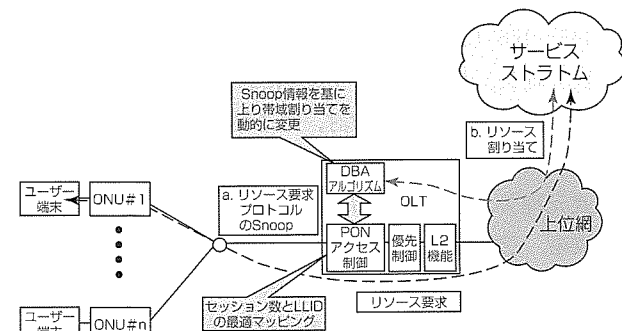 サービス
ストラトム
Snoop情報を基に
上り帯域割り当てを
動的に変更
b. リソース
割り当て
DBA
アルゴリズム
OLT
a. リソース要求
プロトコル
のSnoop
ユーザー
端末
ONU#1
PON
アクセス
制御
優先
制御
L2
機能
上位網
セッション数とLLID
の最適マッピング
リソース要求
ユーザー
端末
ONU#n